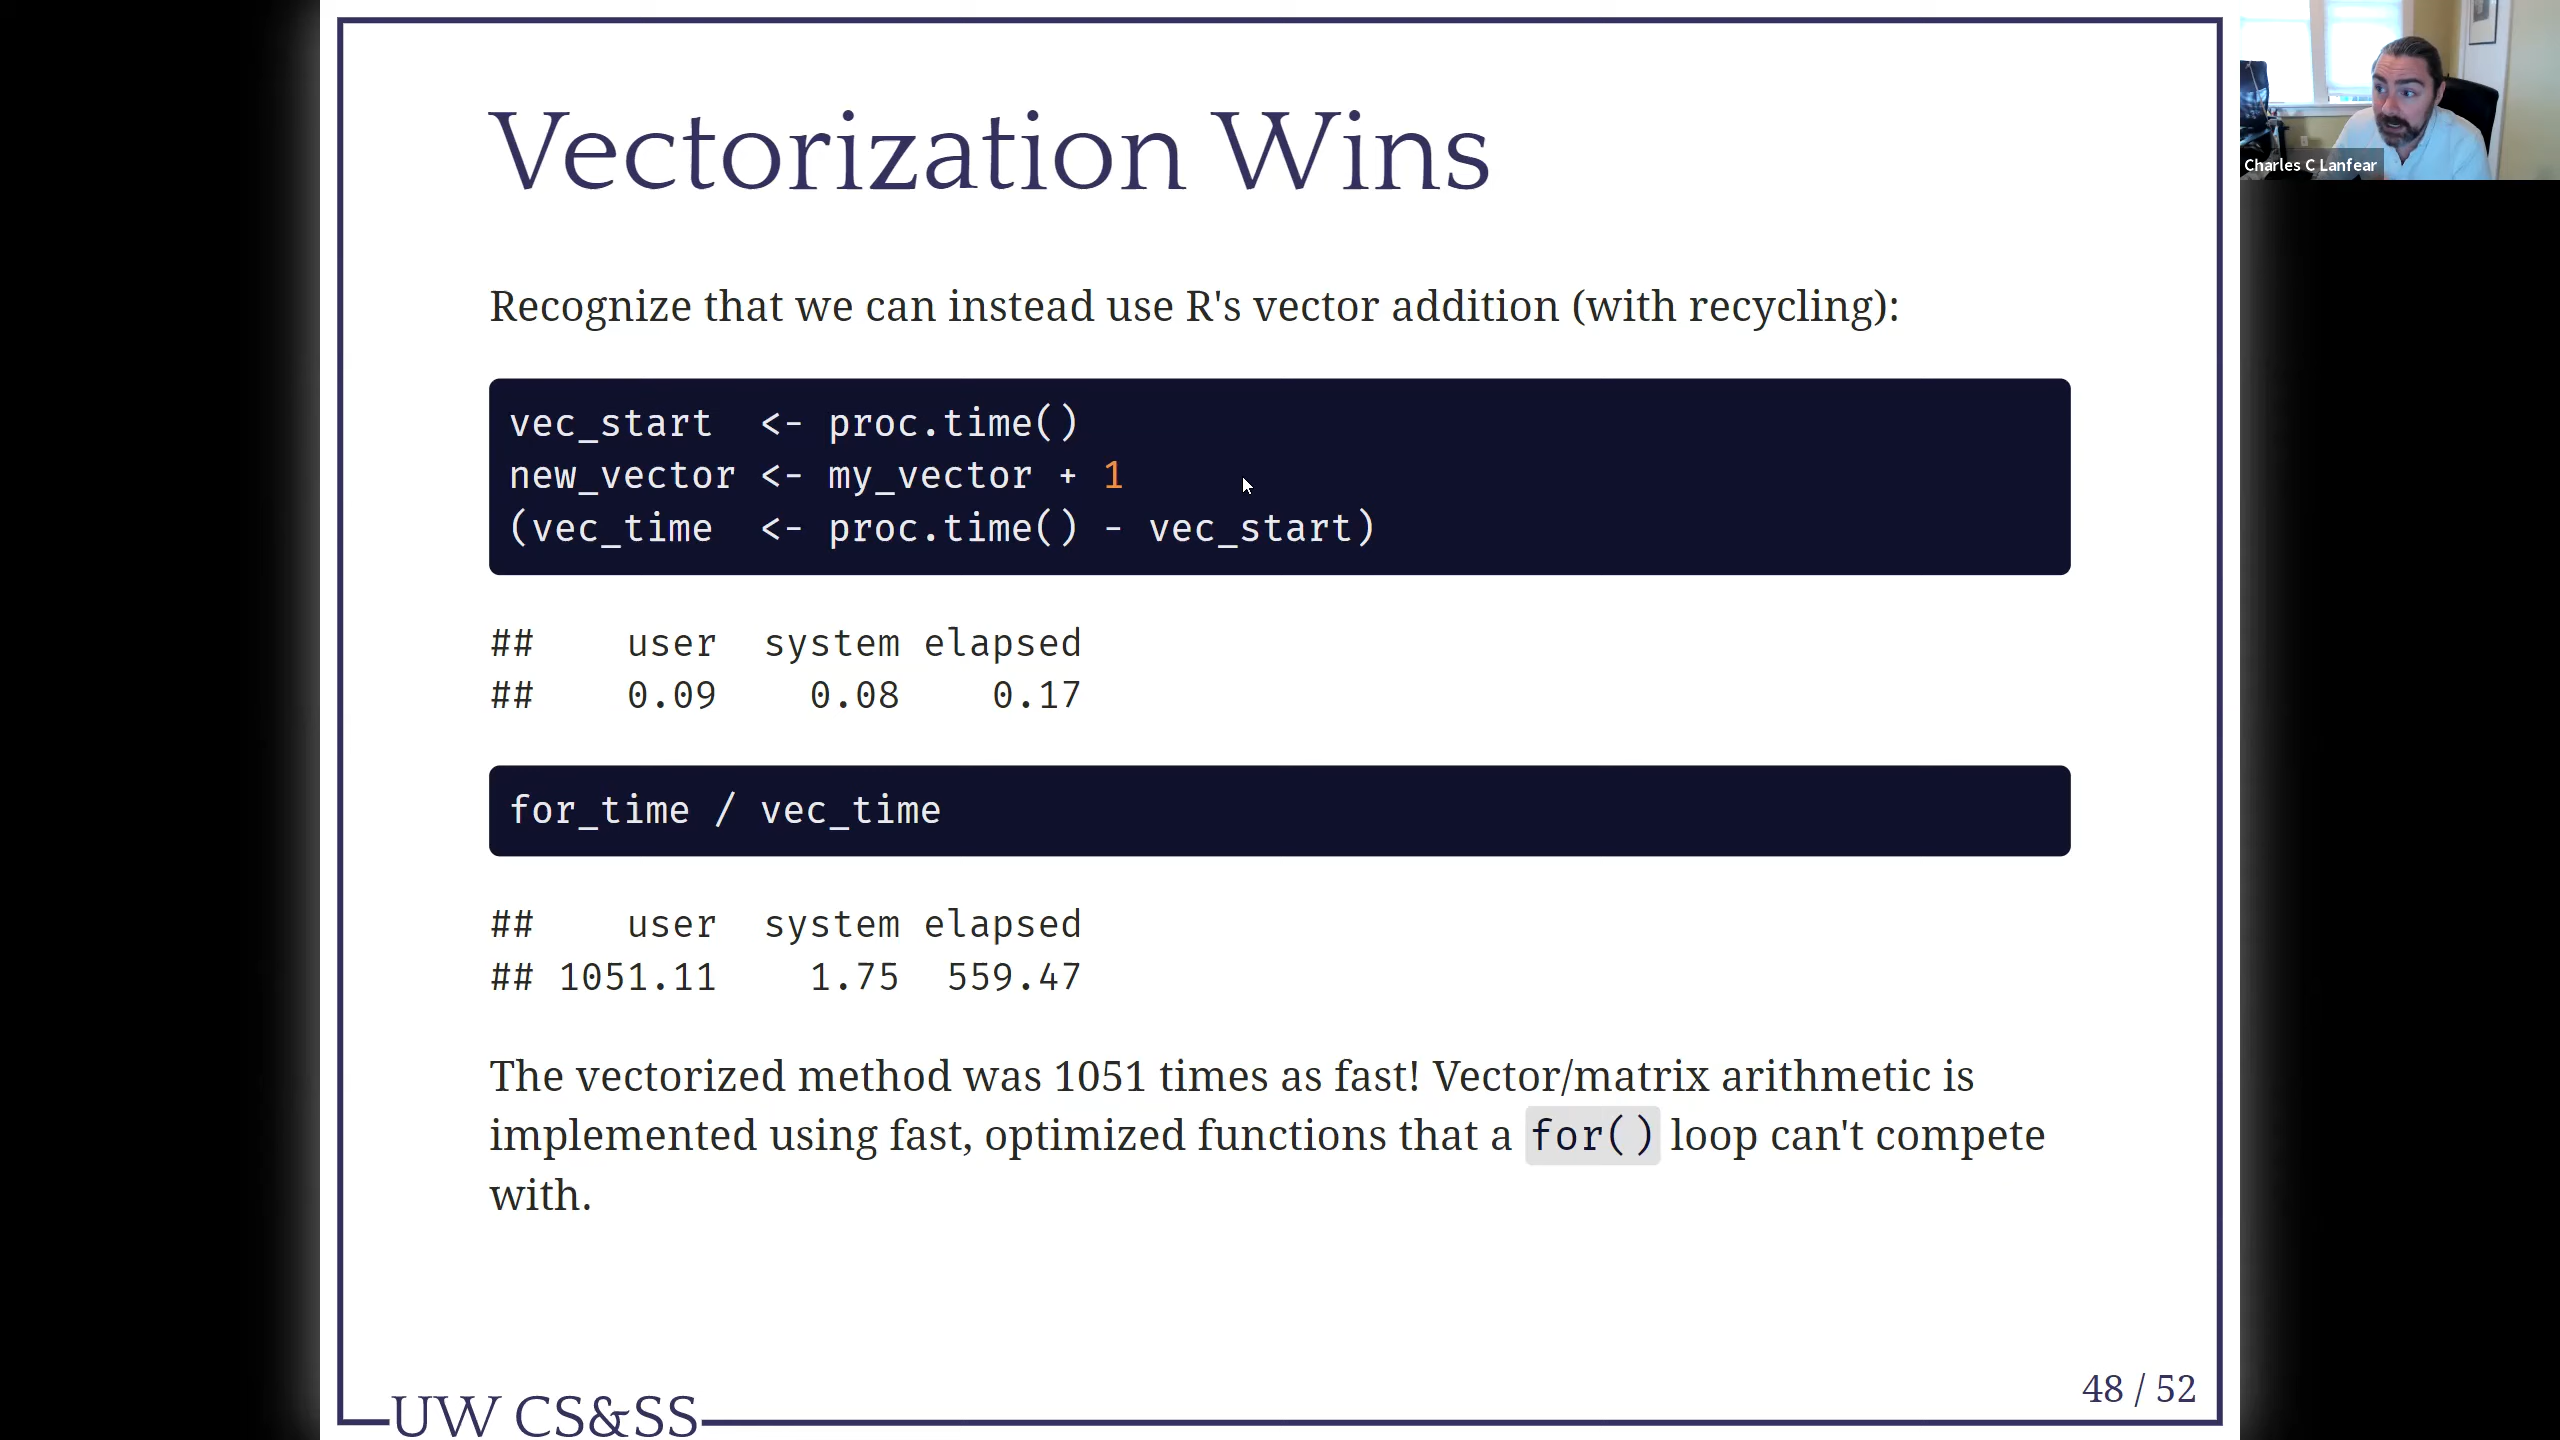 Vectorization Wins
Charles C Lanfear
Recognize that we can instead use R's vector addition (with recycling):
vec_start  <- proc.time()
new_vector <- my_vector + 1
(vec_time  <- proc.time() - vec_start)
##    user  system elapsed
##    0.09    0.08    0.17
for_time / vec_time
##    user  system elapsed
## 1051.11    1.75  559.47
The vectorized method was 1051 times as fast! Vector/matrix arithmetic is
implemented using fast, optimized functions that a for() loop can't compete
with.
48 / 52
UW CS&SS